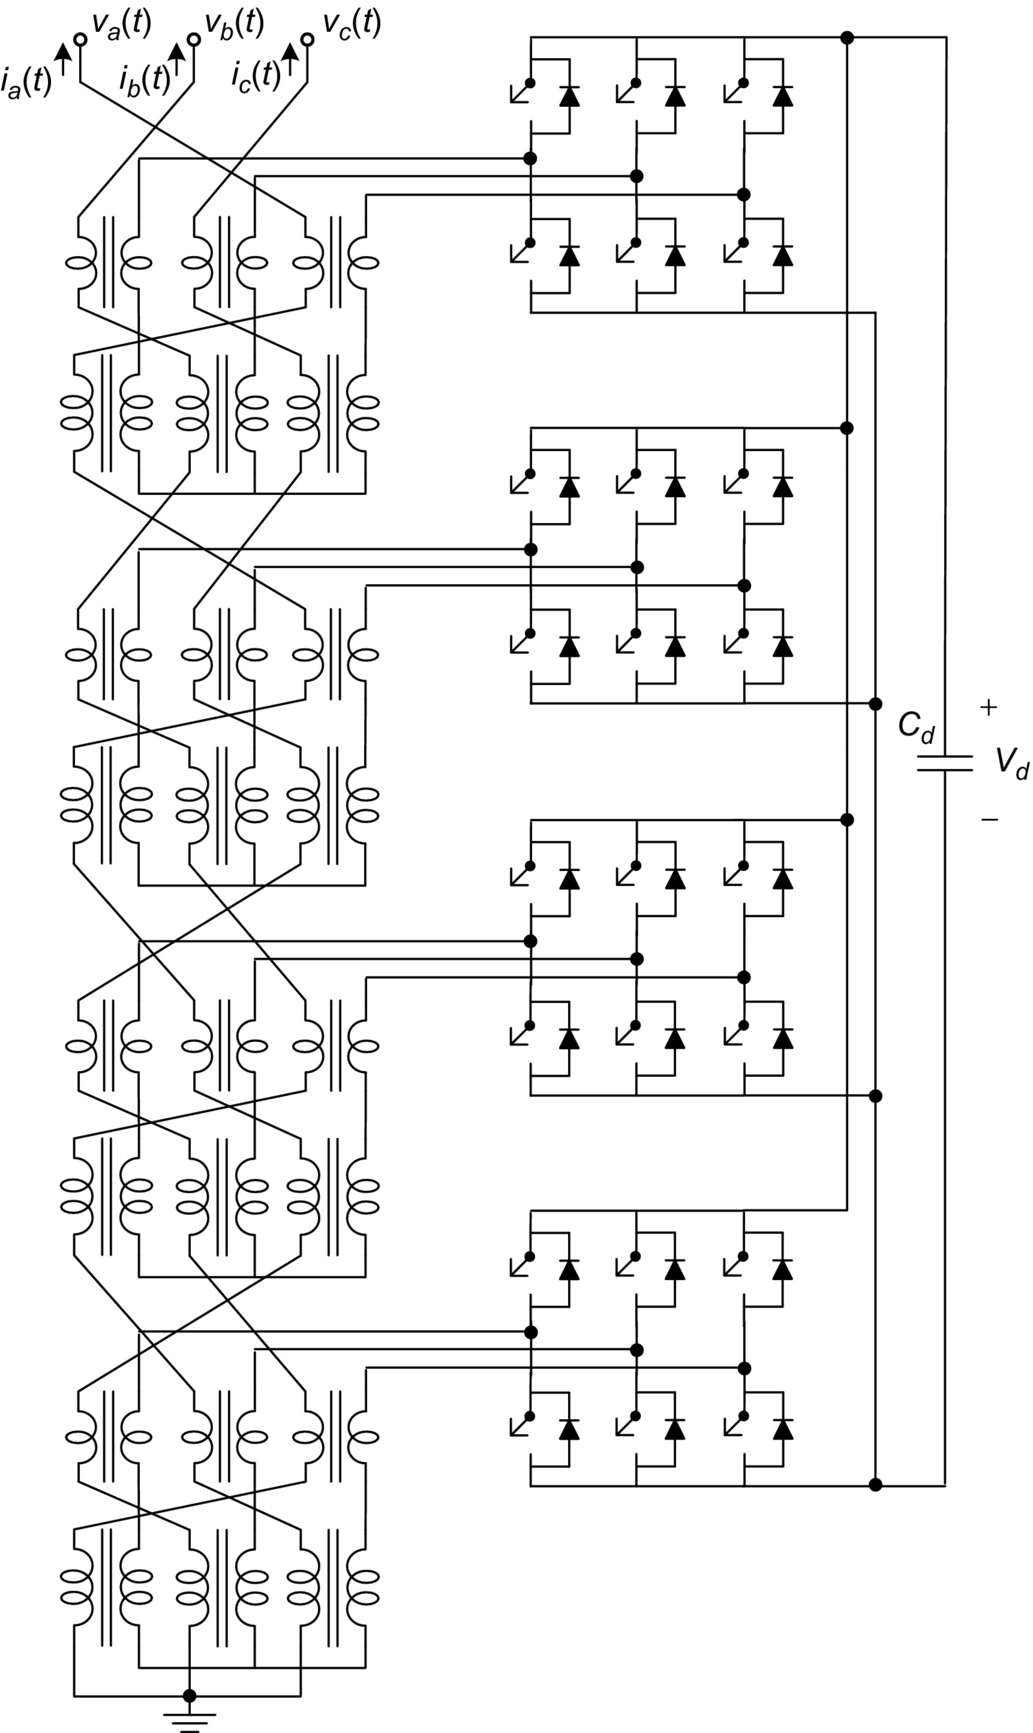 va(t) vb(t) vc(t)
ia(t) ib(t) ic(t)
Cd
+
Vd
−